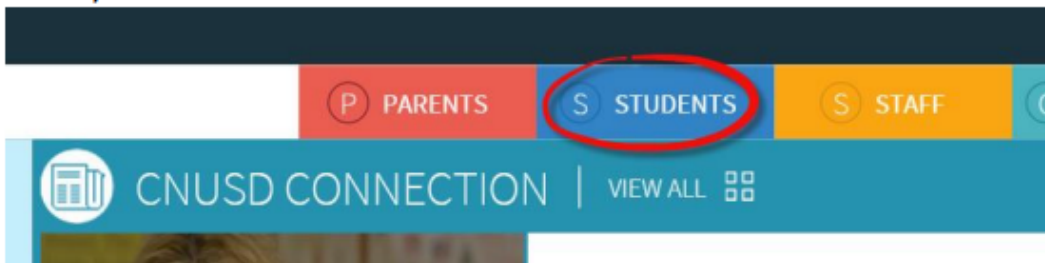 P PARENTS S STUDENTS S STAFF
CNUSD CONNECTION | VIEW ALL